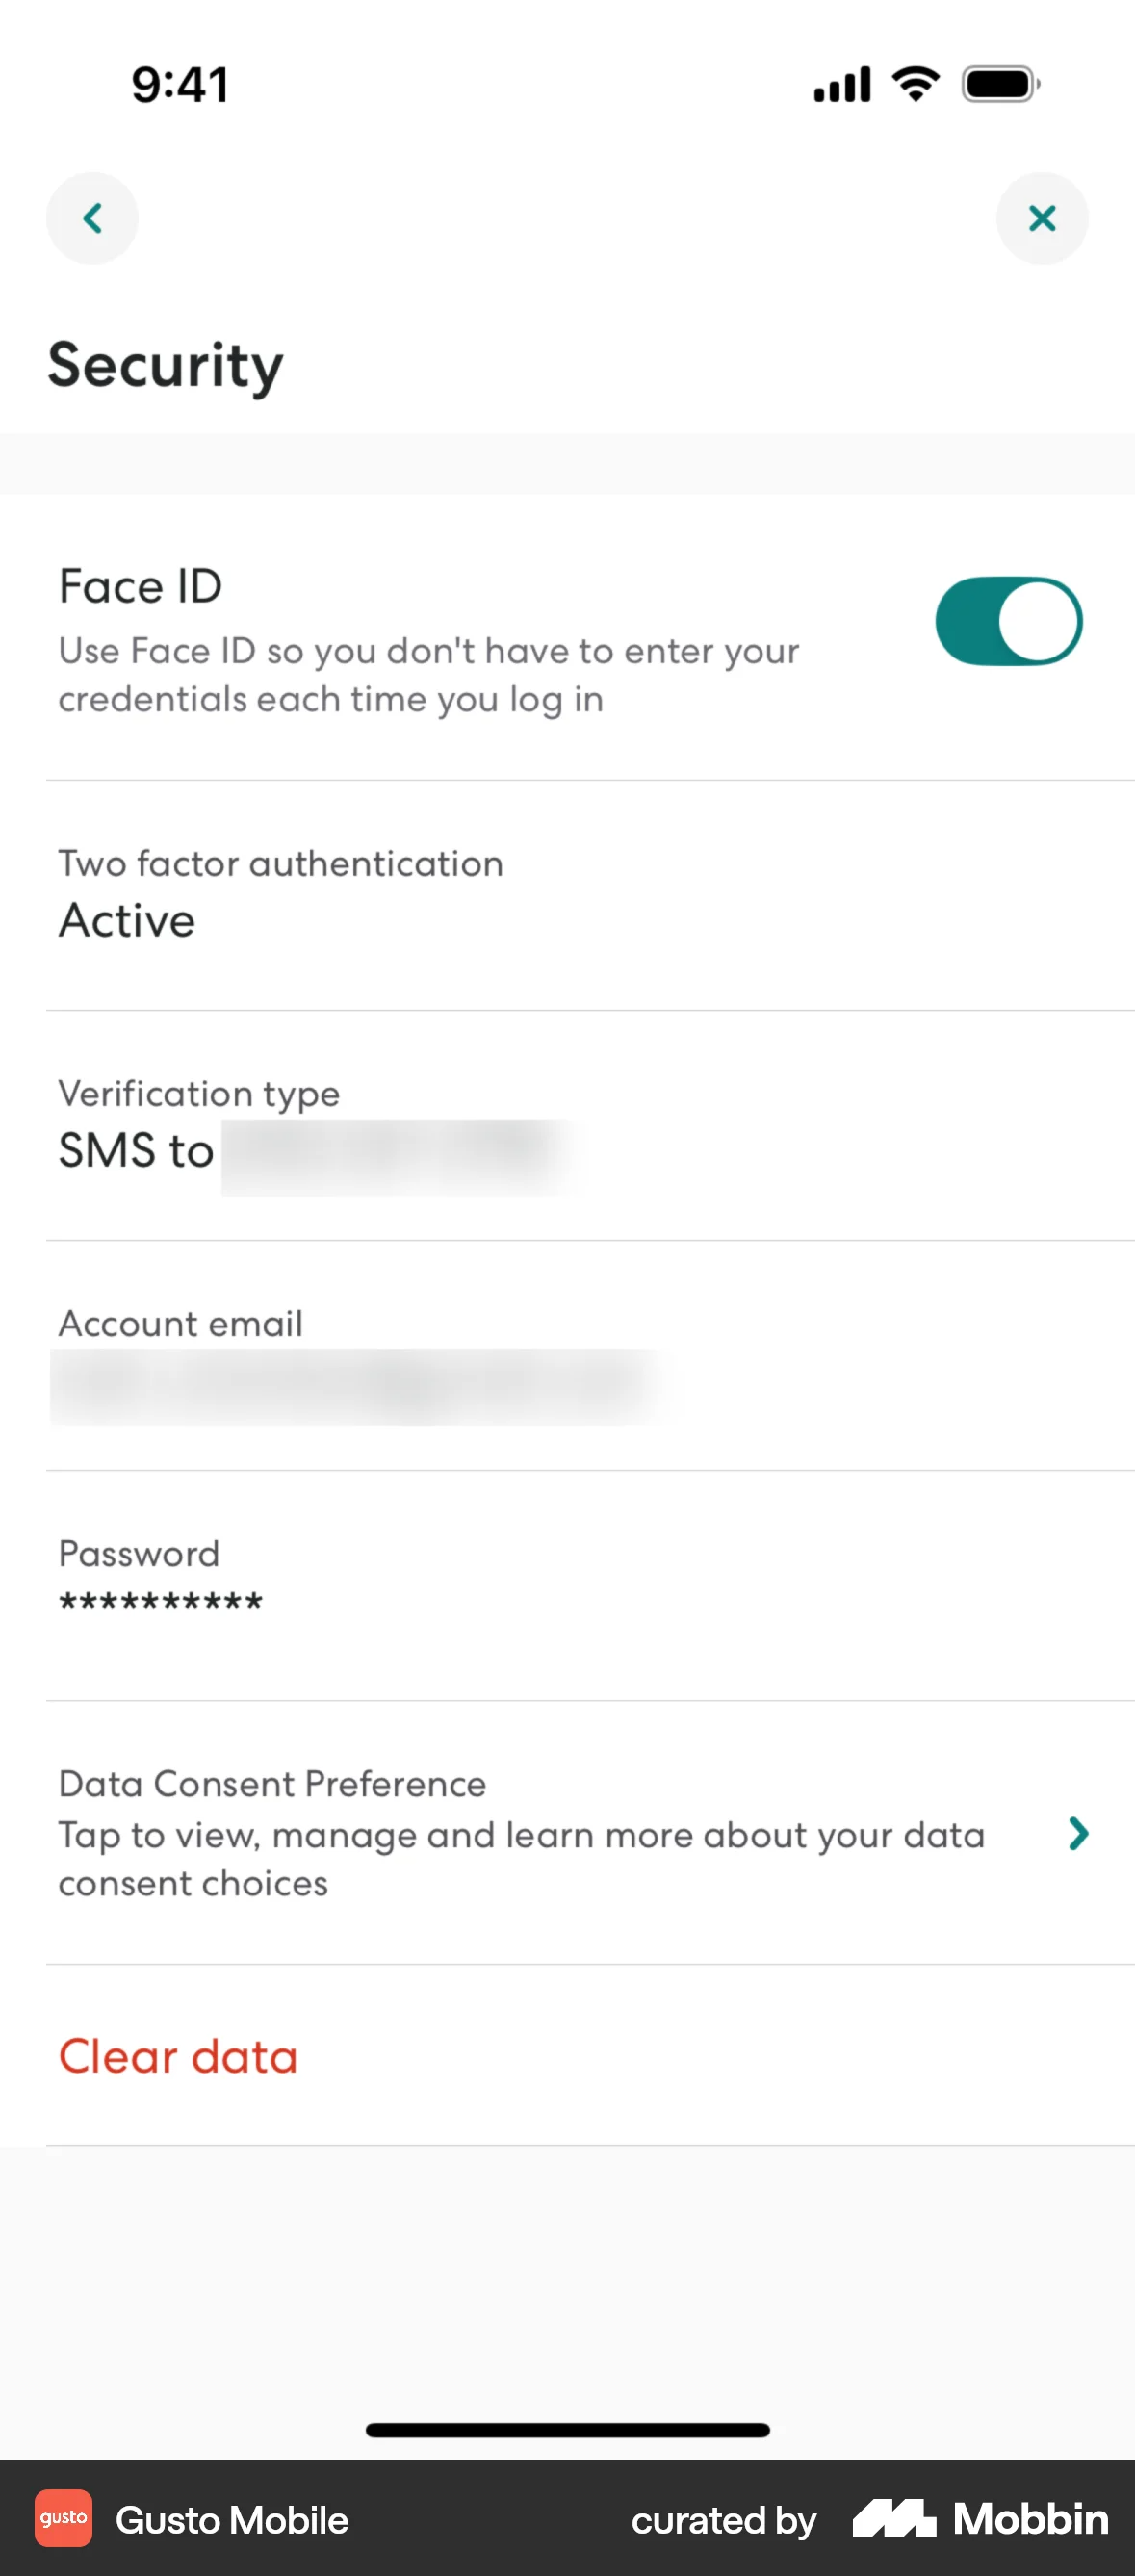 9:41
Security
Face ID
Use Face ID so you don't have to enter your
credentials each time you log in
Two factor authentication
Active
Verification type
SMS to
Account email
Password
**********
Data Consent Preference
Tap to view, manage and learn more about your data
consent choices
Clear data
gusto
Gusto Mobile
curated by
Mobbin